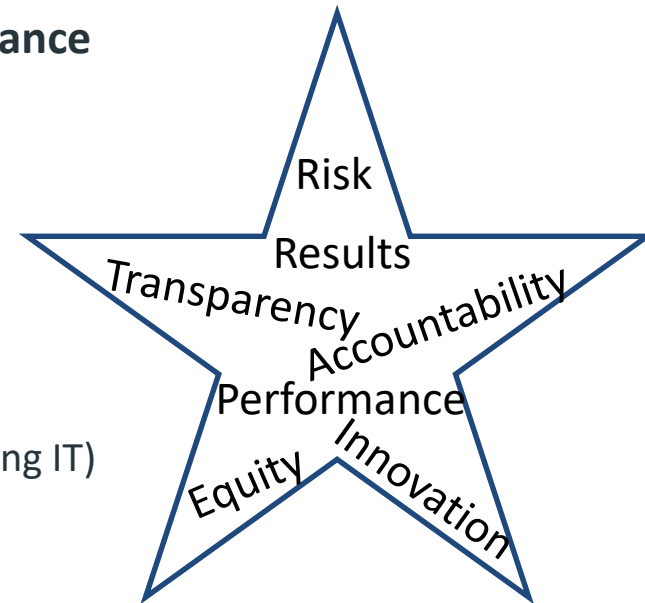 ance
Risk
Results
Transparency
Accountability
Performance
ng IT)
Equity
Innovation